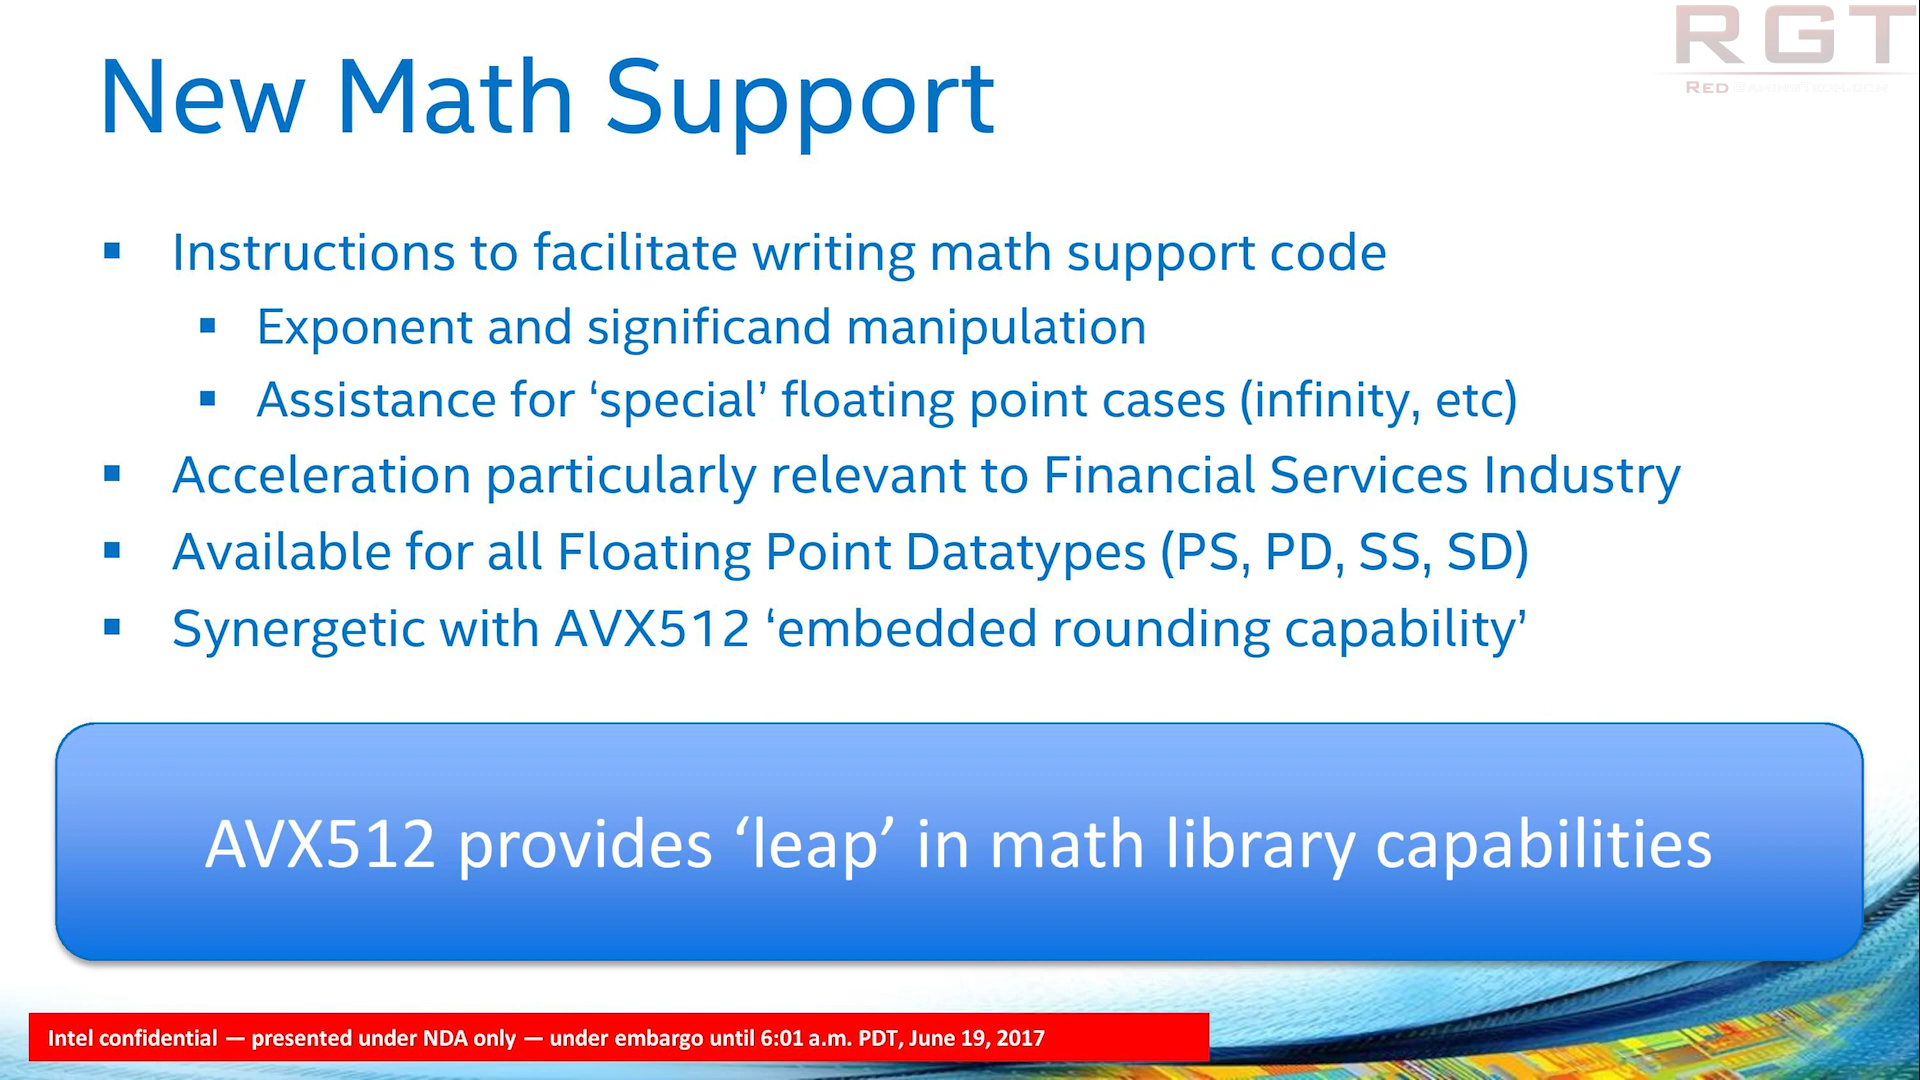 RGT
RED GAMINGTECH.COM
New Math Support
▪ Instructions to facilitate writing math support code
▪ Exponent and significand manipulation
▪ Assistance for ‘special’ floating point cases (infinity, etc)
▪ Acceleration particularly relevant to Financial Services Industry
▪ Available for all Floating Point Datatypes (PS, PD, SS, SD)
▪ Synergetic with AVX512 ‘embedded rounding capability’
AVX512 provides ‘leap’ in math library capabilities
Intel confidential — presented under NDA only — under embargo until 6:01 a.m. PDT, June 19, 2017